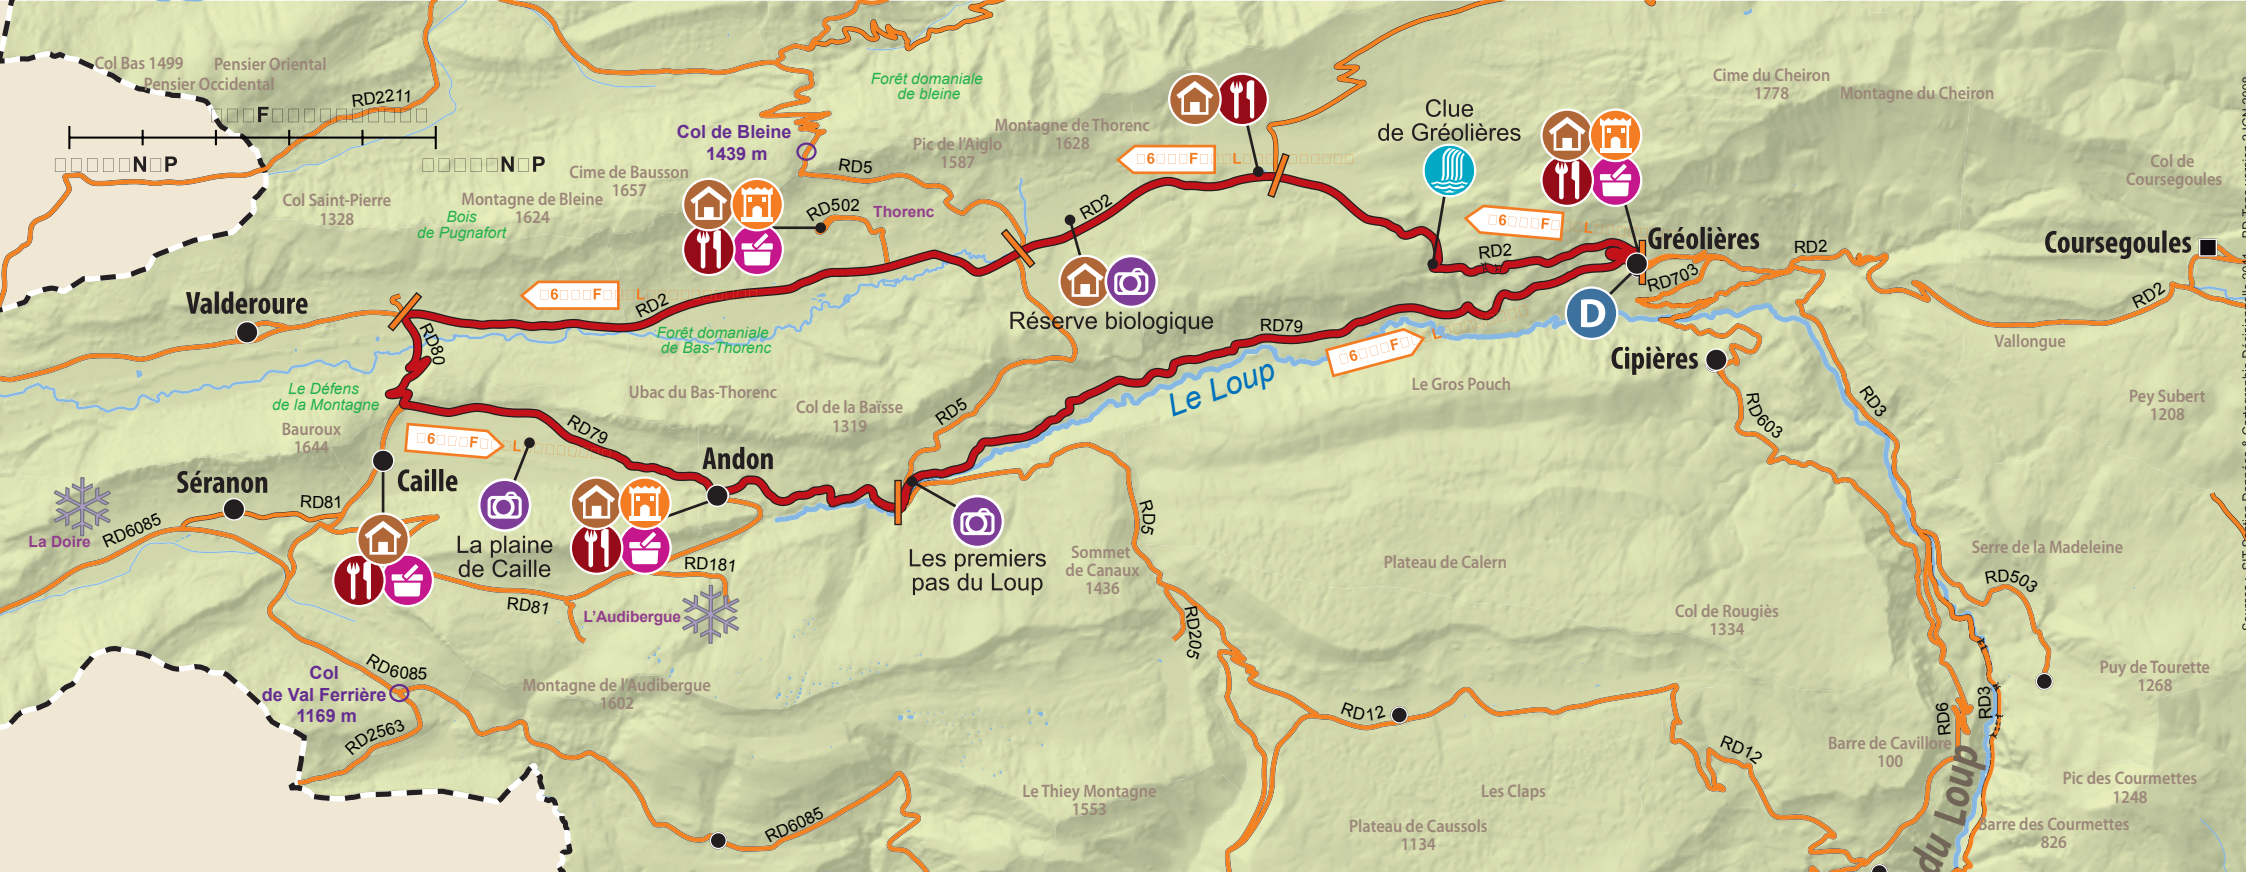 Col Bas 1499
Pensier Oriental
Pensier Occidental
RD2211
F
N P
N P
Col Saint-Pierre
1328
Montagne de Bleine
1624
Bois
de Pugnafort
Cime de Bausson
1657
Col de Bleine
1439 m
Forêt domaniale
de bleine
Pic de l'Aiglo
1587
Montagne de Thorenc
1628
RD5
RD502
Thorenc
RD2
6 F L
Clue
de Gréolières
6 F L
RD2
Cime du Cheiron
1778
Montagne du Cheiron
Col de
Coursegoules
Gréolières
RD703
RD2
Coursegoules
RD2
Vallongue
D
Cipières
Valderoure
6 F L
RD2
RD80
Forêt domaniale
de Bas-Thorenc
Réserve biologique
RD79
6 F L
Le Loup
Le Gros Pouch
RD603
RD3
Pey Subert
1208
Le Défens
de la Montagne
Bauroux
1644
Ubac du Bas-Thorenc
Col de la Baïsse
1319
RD5
6 F L
RD79
Andon
Séranon
Caille
RD81
RD6085
La Doire
La plaine
de Caille
RD81
RD181
L'Audibergue
Les premiers
pas du Loup
Sommet
de Canaux
1436
RD5
RD205
Plateau de Calern
Col de Rougiès
1334
Serre de la Madeleine
RD503
Puy de Tourette
1268
Col
de Val Ferrière
1169 m
RD6085
RD2563
Montagne de l'Audibergue
1602
RD6085
Le Thiey Montagne
1553
RD12
Les Claps
Plateau de Caussols
1134
RD12
RD6
RD3
Barre de Cavillore
100
du Loup
Pic des Courmettes
1248
Barre des Courmettes
826